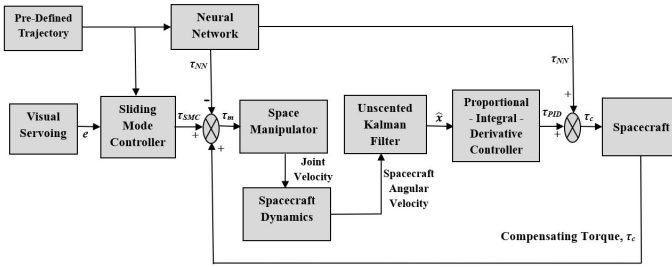 Pre-Defined
Trajectory
Neural
Network
τNN
τNN
Visual
Servoing
e
Sliding
Mode
Controller
τSMC
-
+
+
τm
Space
Manipulator
Joint
Velocity
Spacecraft
Dynamics
Unscented
Kalman
Filter
Spacecraft
Angular
Velocity
x̂
Proportional
- Integral -
Derivative
Controller
τPID
+
+
τc
Spacecraft
Compensating Torque, τc